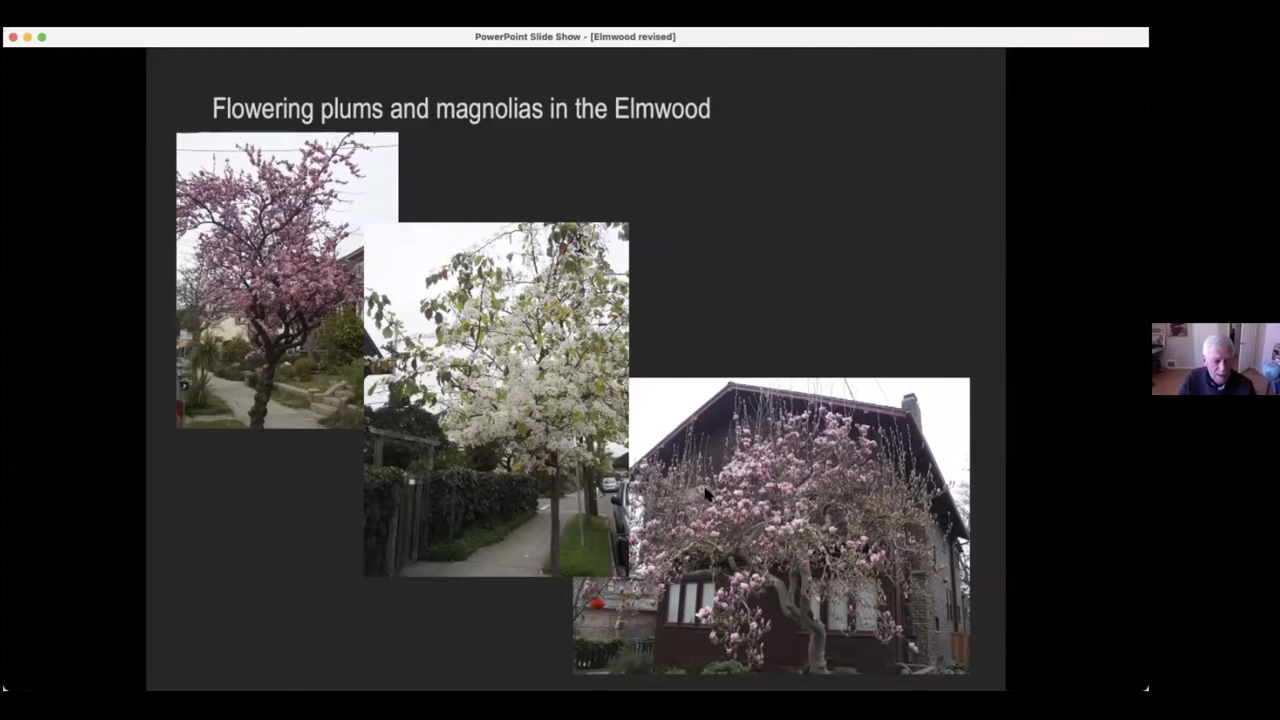 PowerPoint Slide Show - [Elmwood revised]
Flowering plums and magnolias in the Elmwood